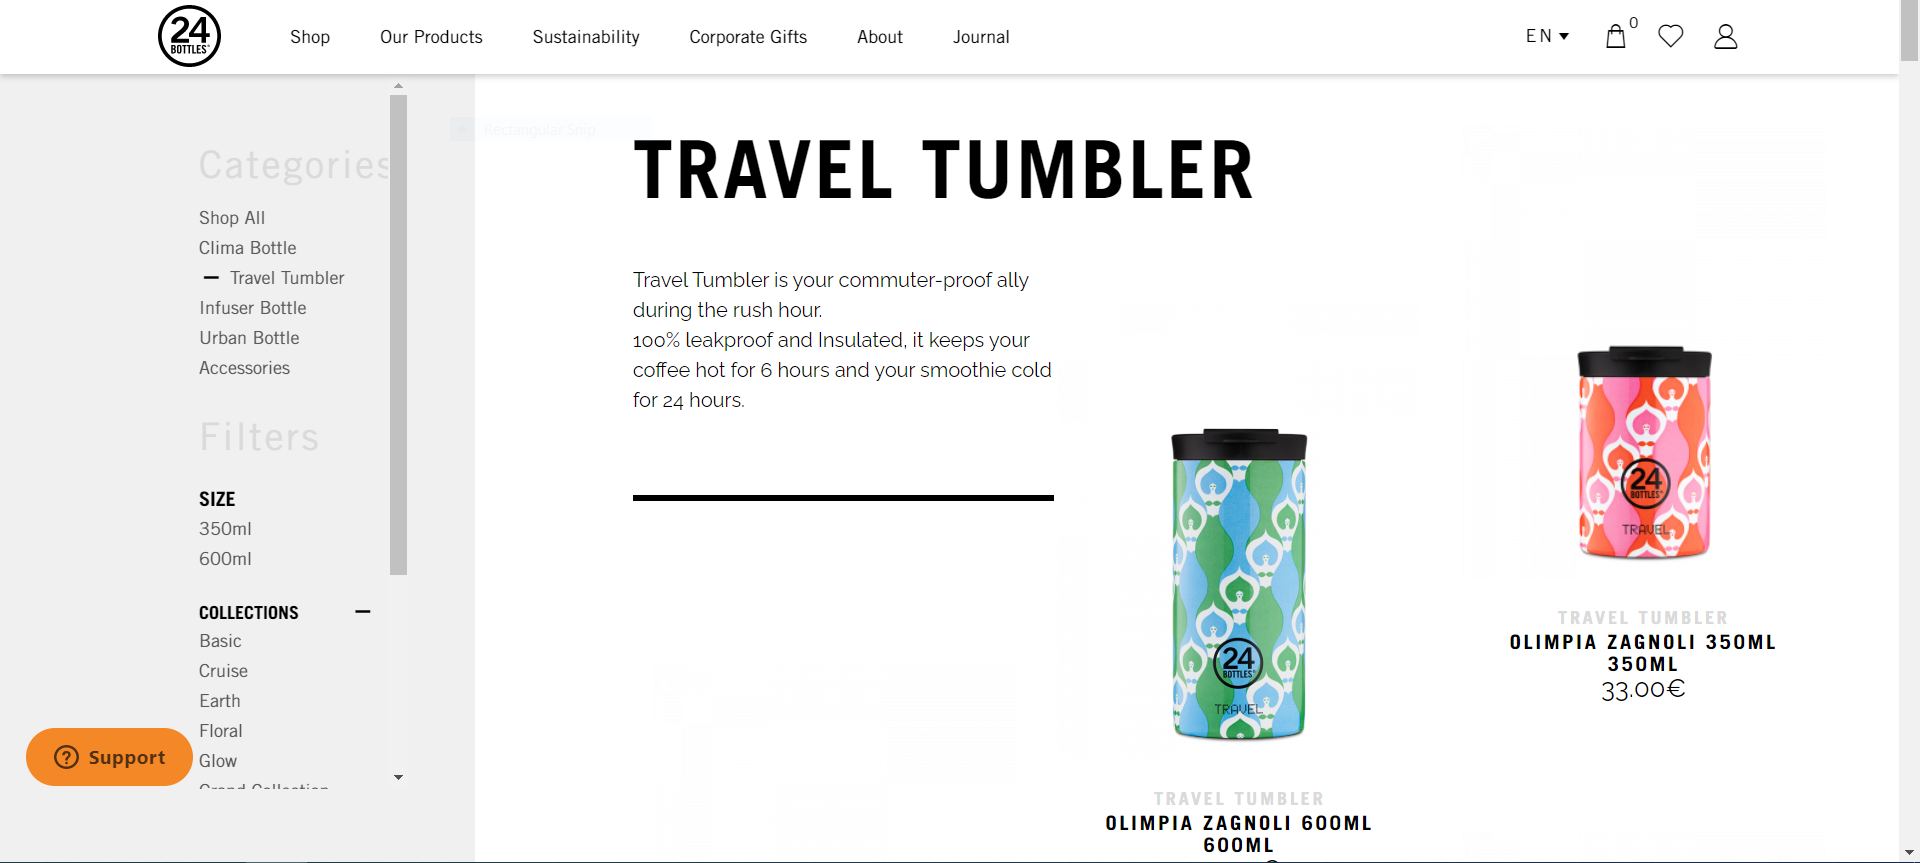 24
BOTTLES
Shop
Our Products
Sustainability
Corporate Gifts
About
Journal
EN
0
Categories
Shop All
Clima Bottle
Travel Tumbler
Infuser Bottle
Urban Bottle
Accessories
Filters
SIZE
350ml
600ml
COLLECTIONS
Basic
Cruise
Earth
Floral
Glow
Grand Collection
Support
Rectangular Snip
TRAVEL TUMBLER
Travel Tumbler is your commuter-proof ally
during the rush hour.
100% leakproof and Insulated, it keeps your
coffee hot for 6 hours and your smoothie cold
for 24 hours.
24
BOTTLES
TRAVEL
TRAVEL TUMBLER
OLIMPIA ZAGNOLI 600ML
600ML
24
BOTTLES
TRAVEL
TRAVEL TUMBLER
OLIMPIA ZAGNOLI 350ML
350ML
33.00€